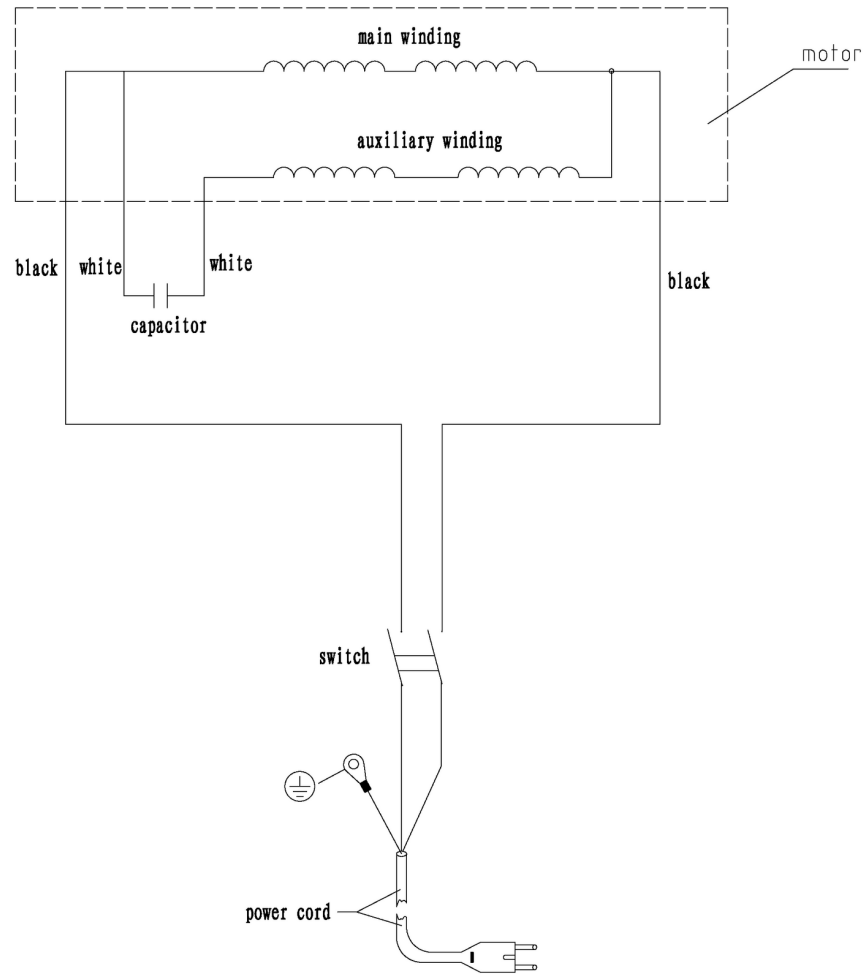 main winding
motor
auxiliary winding
black
white
white
black
capacitor
switch
power cord